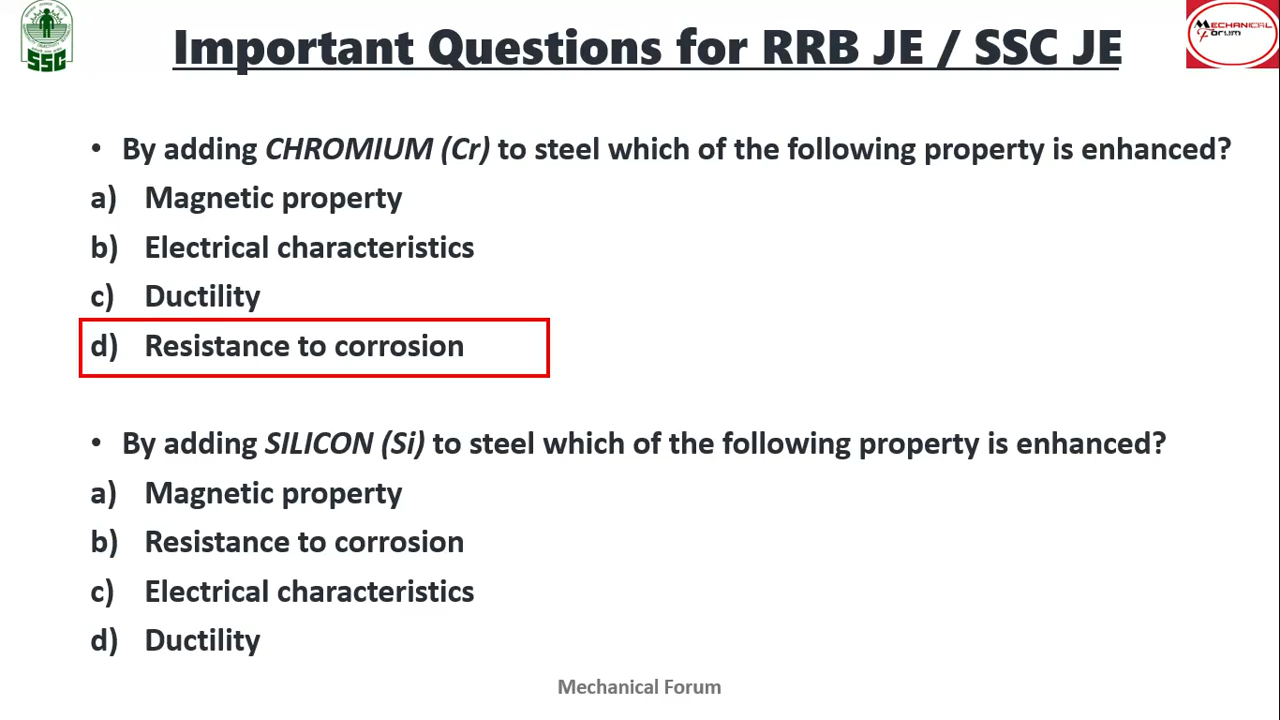 Important Questions for RRB JE / SSC JE
SSC
MECHANICAL
Forum
• By adding CHROMIUM (Cr) to steel which of the following property is enhanced?
a) Magnetic property
b) Electrical characteristics
c) Ductility
d) Resistance to corrosion
• By adding SILICON (Si) to steel which of the following property is enhanced?
a) Magnetic property
b) Resistance to corrosion
c) Electrical characteristics
d) Ductility
Mechanical Forum